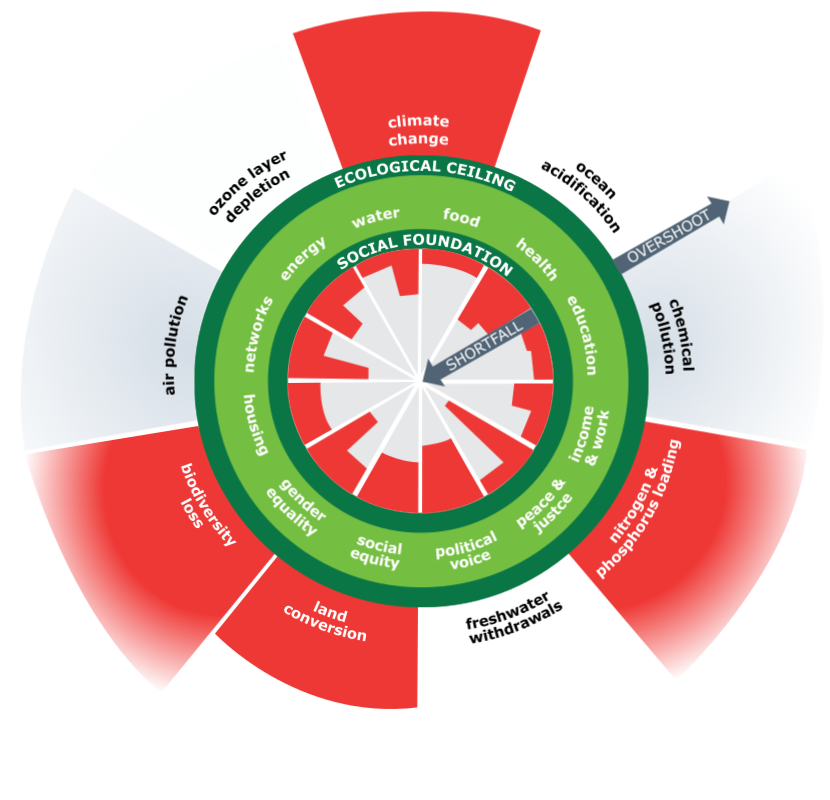 climate
change
ozone layer
depletion
ocean
acidification
ECOLOGICAL CEILING
water
food
energy
health
SOCIAL FOUNDATION
OVERSHOOT
SHORTFALL
networks
education
air pollution
chemical
pollution
housing
income
& work
biodiversity
loss
nitrogen &
phosphorus loading
gender
equality
peace &
justce
social
equity
political
voice
land
conversion
freshwater
withdrawals